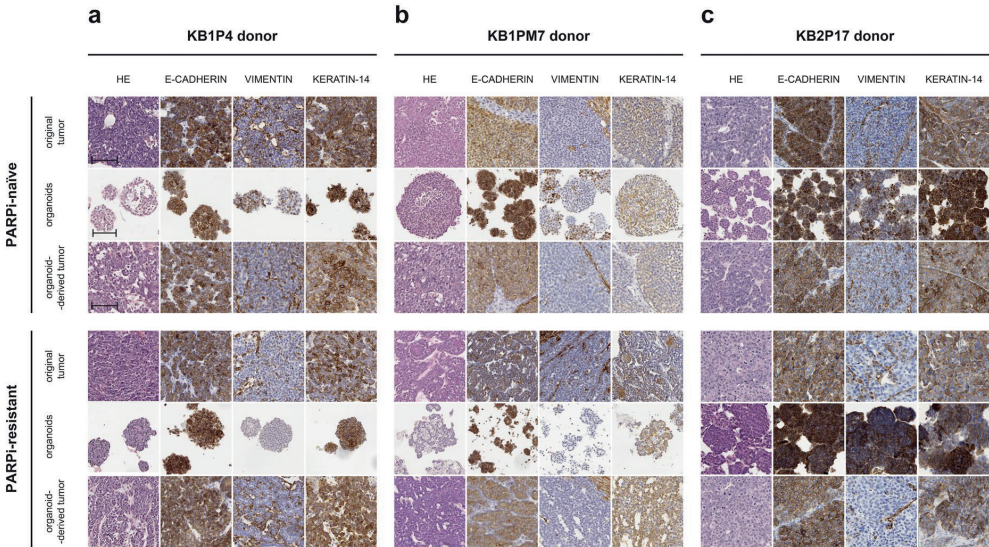 a b c
KB1P4 donor KB1PM7 donor KB2P17 donor
HE E-CADHERIN VIMENTIN KERATIN-14 HE E-CADHERIN VIMENTIN KERATIN-14 HE E-CADHERIN VIMENTIN KERATIN-14
PARPi-naïve
original
tumor
organoids
organoid
-derived tumor
PARPi-resistant
original
tumor
organoids
organoid-
-derived tumor